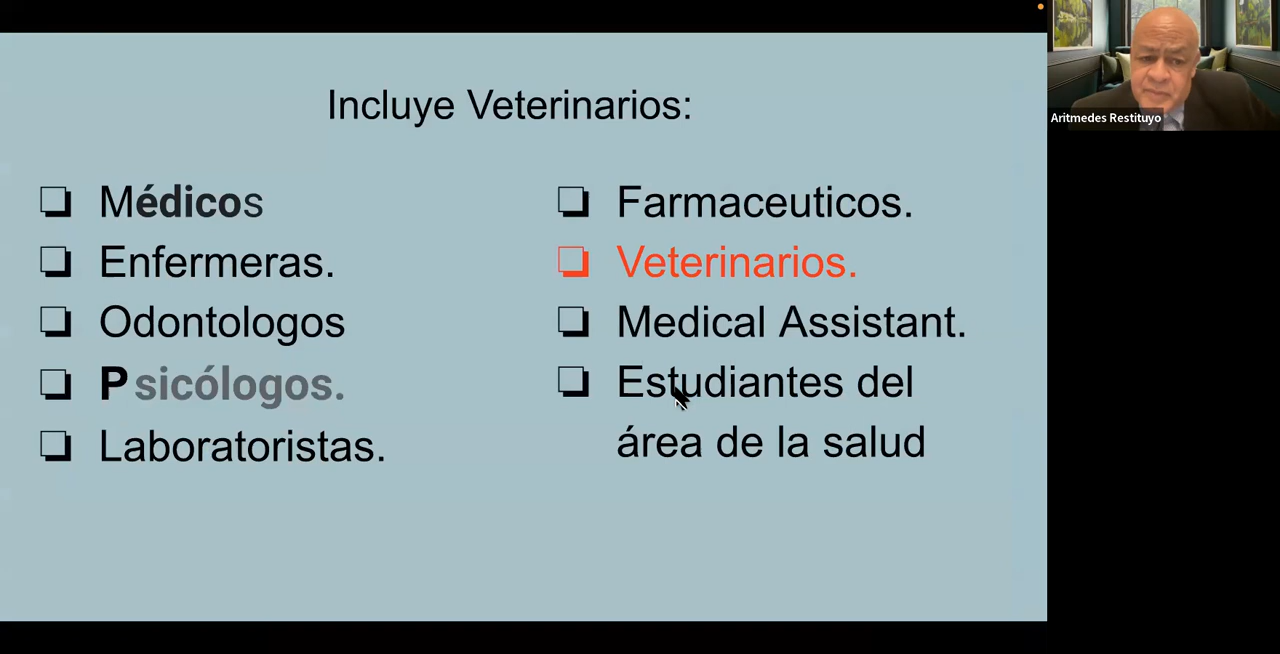 Incluye Veterinarios:
Médicos
Enfermeras.
Odontologos
Psicólogos.
Laboratoristas.
Farmaceuticos.
Veterinarios.
Medical Assistant.
Estudiantes del
área de la salud
Aritmedes Restituyo